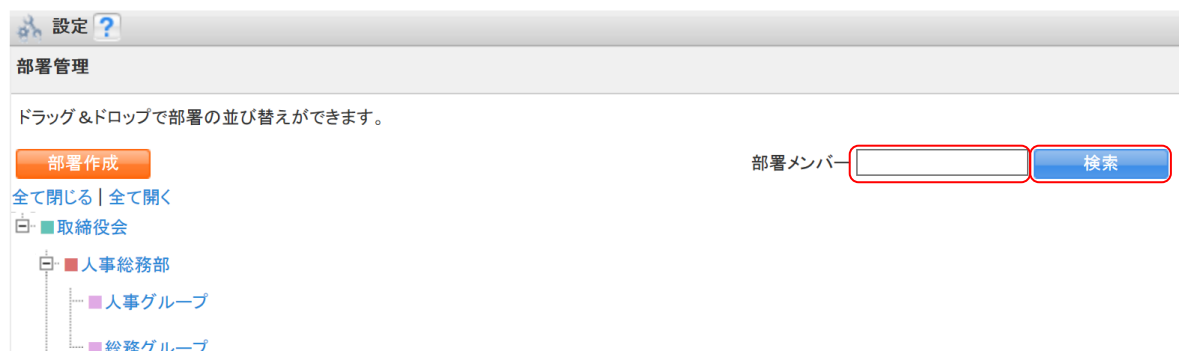 設定 ?
部署管理
ドラッグ&ドロップで部署の並び替えができます。
部署作成 部署メンバー 検索
全て閉じる | 全て開く
取締役会
人事総務部
人事グループ
総務グループ